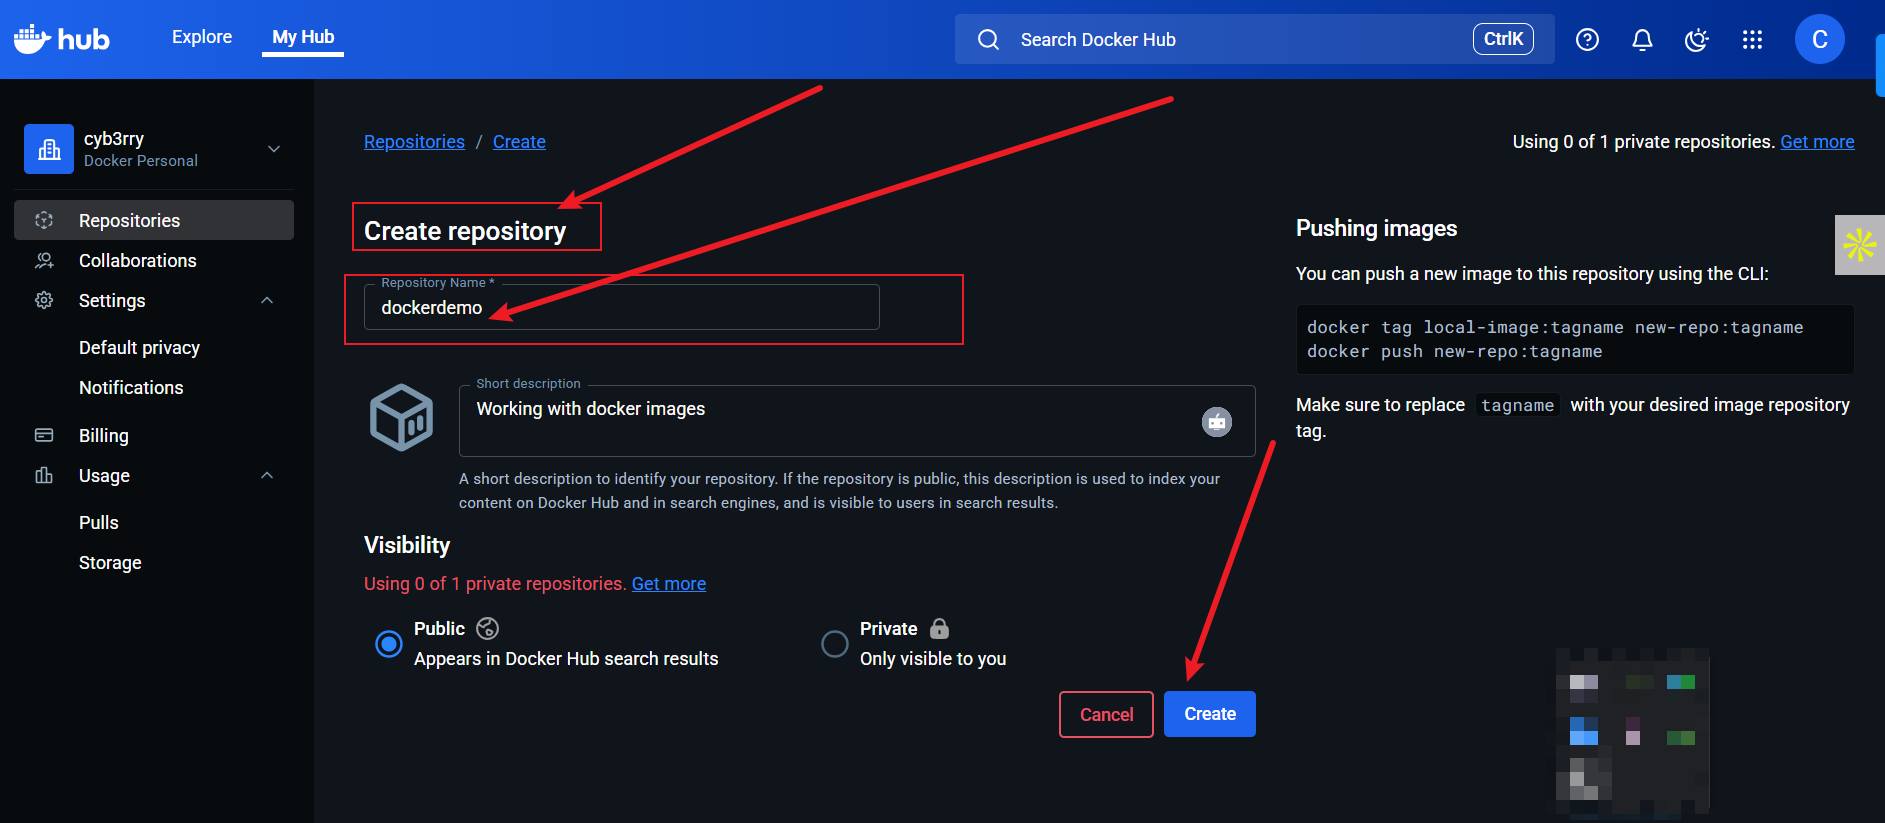 hub
Explore
My Hub
Search Docker Hub
CtrlK
C
cyb3rry
Docker Personal
Repositories
Collaborations
Settings
Default privacy
Notifications
Billing
Usage
Pulls
Storage
Repositories / Create
Using 0 of 1 private repositories. Get more
Create repository
Repository Name *
dockerdemo
Short description
Working with docker images
A short description to identify your repository. If the repository is public, this description is used to index your
content on Docker Hub and in search engines, and is visible to users in search results.
Visibility
Using 0 of 1 private repositories. Get more
Public
Appears in Docker Hub search results
Private
Only visible to you
Cancel
Create
Pushing images
You can push a new image to this repository using the CLI:
docker tag local-image:tagname new-repo:tagname
docker push new-repo:tagname
Make sure to replace tagname with your desired image repository
tag.